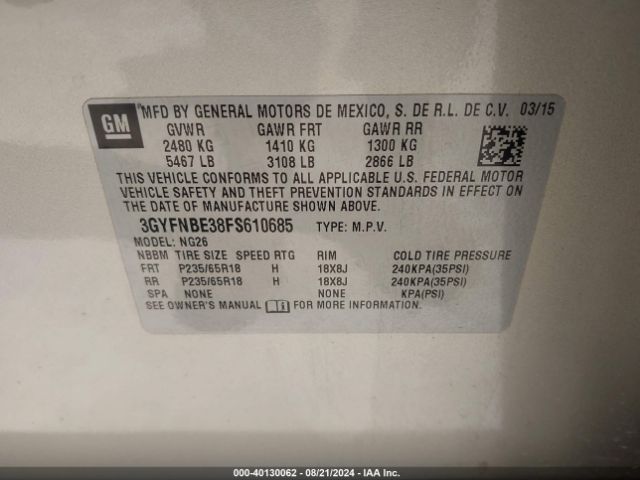 GM MFD BY GENERAL MOTORS DE MEXICO, S. DE R.L. DE C.V. 03/15
GVWR GAWR FRT GAWR RR
2480 KG 1410 KG 1300 KG
5467 LB 3108 LB 2866 LB
THIS VEHICLE CONFORMS TO ALL APPLICABLE U.S. FEDERAL MOTOR
VEHICLE SAFETY AND THEFT PREVENTION STANDARDS IN EFFECT ON
THE DATE OF MANUFACTURE SHOWN ABOVE.
3GYFNBE38FS610685 TYPE: M.P.V.
MODEL: NG26
NBBM TIRE SIZE SPEED RTG RIM COLD TIRE PRESSURE
FRT P235/65R18 H 18X8J 240KPA(35PSI)
RR P235/65R18 H 18X8J 240KPA(35PSI)
SPA NONE NONE KPA(PSI)
SEE OWNER'S MANUAL FOR MORE INFORMATION.
000-40130062 - 08/21/2024 - IAA Inc.